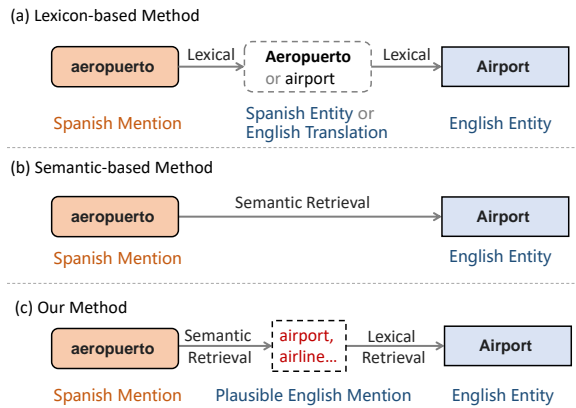 (a) Lexicon-based Method
aeropuerto
Lexical
Aeropuerto
or airport
Lexical
Airport
Spanish Mention
Spanish Entity or
English Translation
English Entity
(b) Semantic-based Method
aeropuerto
Semantic Retrieval
Airport
Spanish Mention
English Entity
(c) Our Method
aeropuerto
Semantic
Retrieval
airport,
airline...
Lexical
Retrieval
Airport
Spanish Mention
Plausible English Mention
English Entity